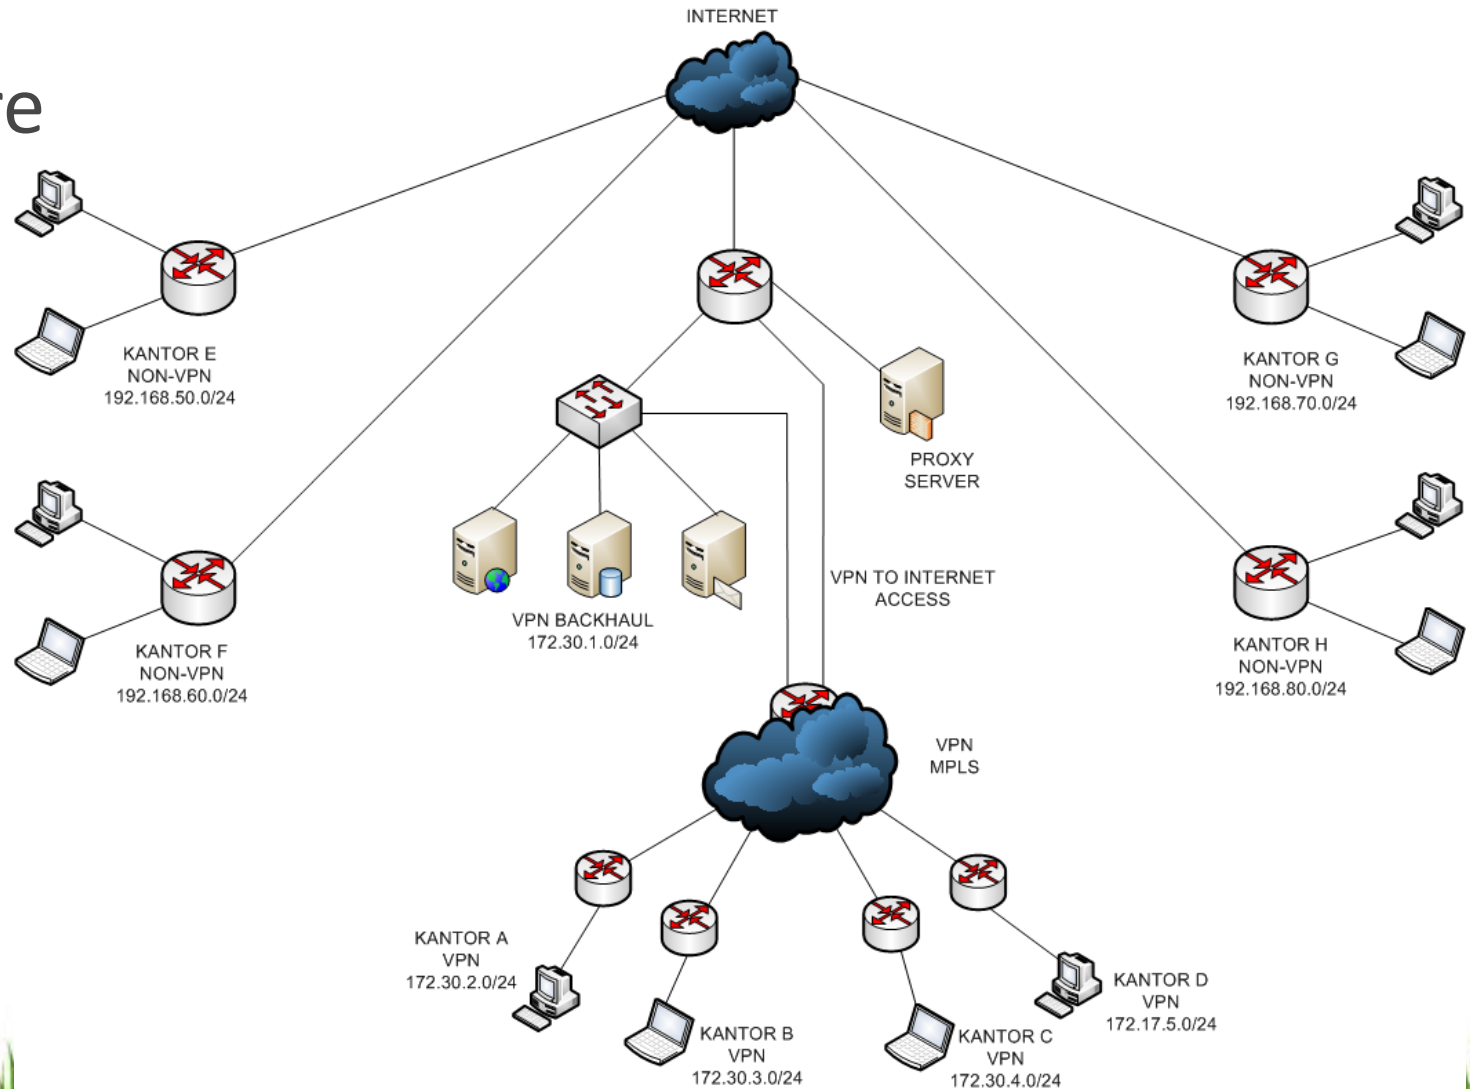 INTERNET
re
KANTOR E
NON-VPN
192.168.50.0/24
KANTOR G
NON-VPN
192.168.70.0/24
PROXY
SERVER
VPN TO INTERNET
ACCESS
VPN BACKHAUL
172.30.1.0/24
KANTOR F
NON-VPN
192.168.60.0/24
KANTOR H
NON-VPN
192.168.80.0/24
VPN
MPLS
KANTOR A
VPN
172.30.2.0/24
KANTOR B
VPN
172.30.3.0/24
KANTOR C
VPN
172.30.4.0/24
KANTOR D
VPN
172.17.5.0/24